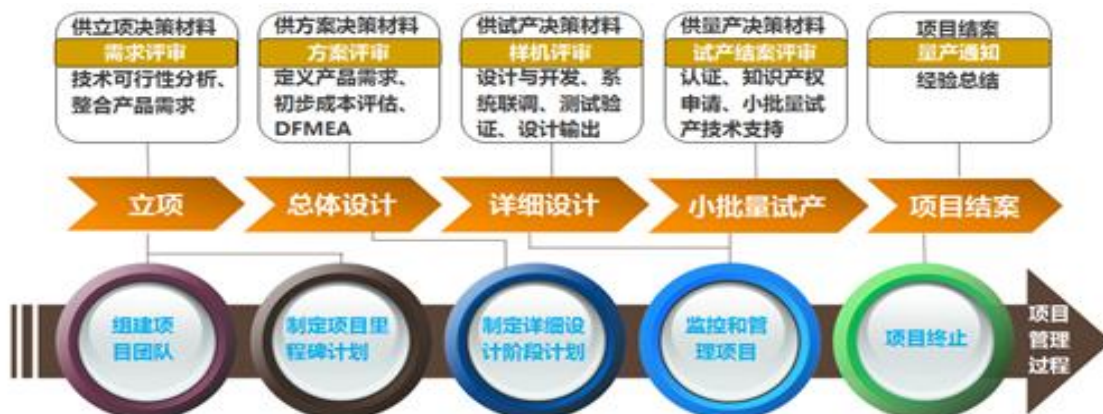 供立项决策材料
需求评审
技术可行性分析、
整合产品需求
供方案决策材料
方案评审
定义产品需求、
初步成本评估、
DFMEA
供试产决策材料
样机评审
设计与开发、系
统联调、测试验
证、设计输出
供量产决策材料
试产结案评审
认证、知识产权
申请、小批量试
产技术支持
项目结案
量产通知
经验总结
立项
总体设计
详细设计
小批量试产
项目结案
组建项
目团队
制定项目里
程碑计划
制定详细设
计阶段计划
监控和管
理项目
项目终止
项目
管理
过程